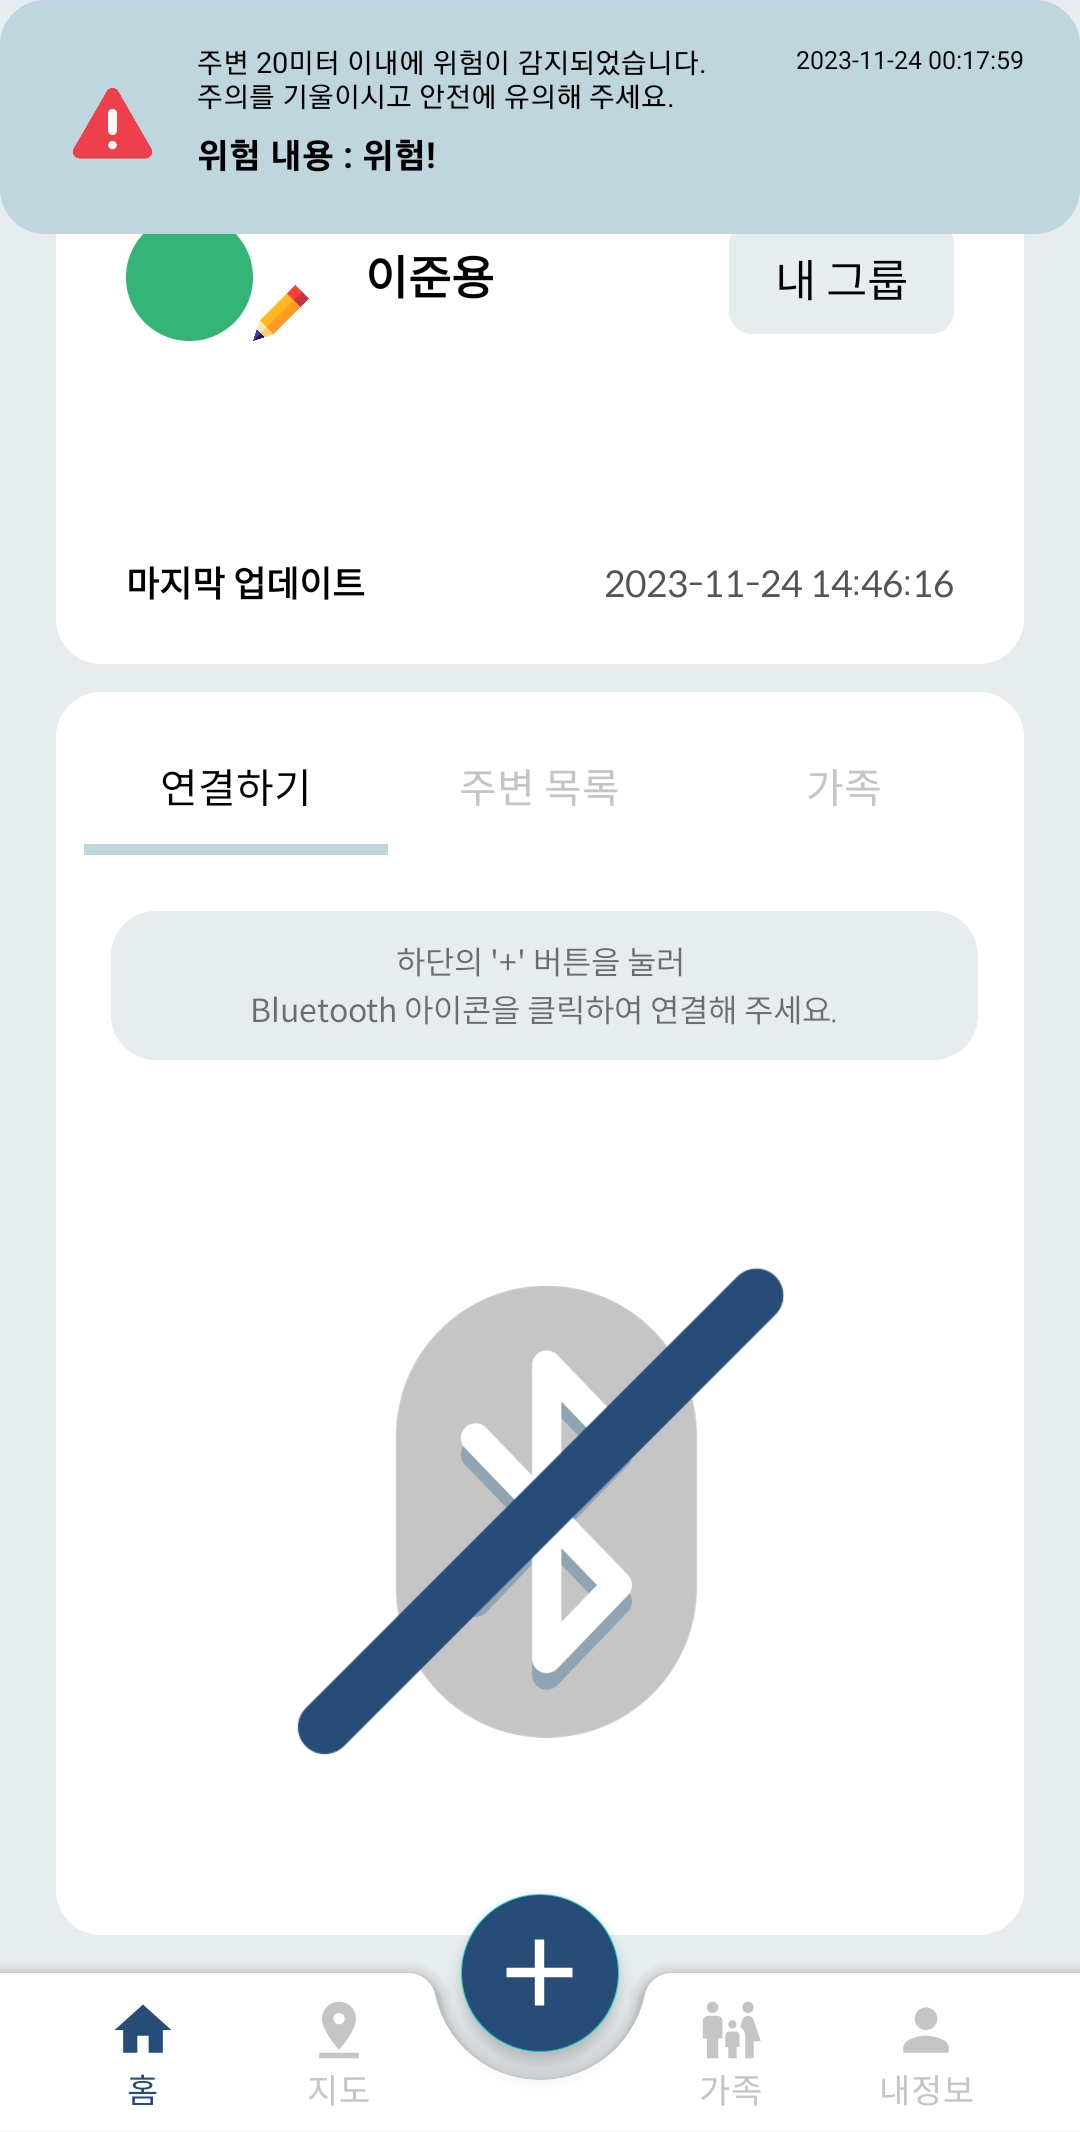 주변 20미터 이내에 위험이 감지되었습니다.
2023-11-24 00:17:59
주의를 기울이시고 안전에 유의해 주세요.
위험 내용 : 위험!
이준용
내 그룹
마지막 업데이트
2023-11-24 14:46:16
연결하기
주변 목록
가족
하단의 '+' 버튼을 눌러
Bluetooth 아이콘을 클릭하여 연결해 주세요.
홈
지도
가족
내정보